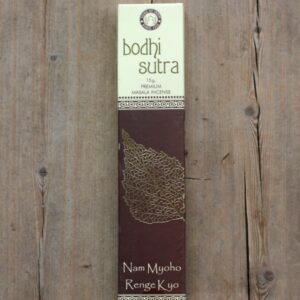 bodhi
sutra
15g.
PREMIUM
MASALA INCENSE
Nam Myoho
Renge Kyo